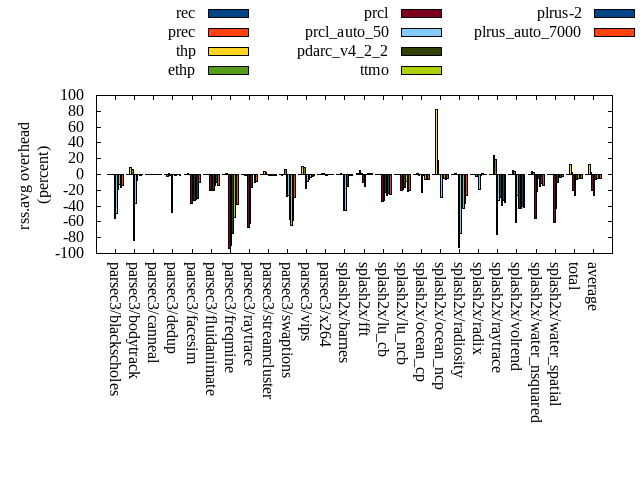 rec
prec
thp
ethp
prcl
prcl_auto_50
pdarc_v4_2_2
ttmo
plrus-2
plrus_auto_7000
rss.avg overhead
(percent)
100
80
60
40
20
0
-20
-40
-60
-80
-100
parsec3/blackscholes
parsec3/bodytrack
parsec3/canneal
parsec3/dedup
parsec3/facesim
parsec3/fluidanimate
parsec3/freqmine
parsec3/raytrace
parsec3/streamcluster
parsec3/swaptions
parsec3/vips
parsec3/x264
splash2x/barnes
splash2x/fft
splash2x/lu_cb
splash2x/lu_ncb
splash2x/ocean_cp
splash2x/ocean_ncp
splash2x/radiosity
splash2x/radix
splash2x/raytrace
splash2x/volrend
splash2x/water_nsquared
splash2x/water_spatial
total
average